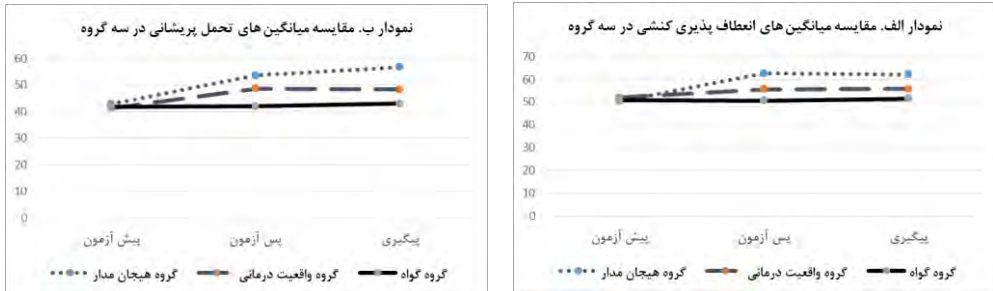 نمودار الف. مقایسه میانگین های انعطاف پذیری کنشی در سه گروه
70
60
50
40
30
20
10
0
پیش آزمون پس آزمون پیگیری
گروه هیجان مدار گروه واقعیت درمانی گروه گواه
نمودار ب. مقایسه میانگین های تحمل پریشانی در سه گروه
60
50
40
30
20
10
0
پیش آزمون پس آزمون پیگیری
گروه هیجان مدار گروه واقعیت درمانی گروه گواه